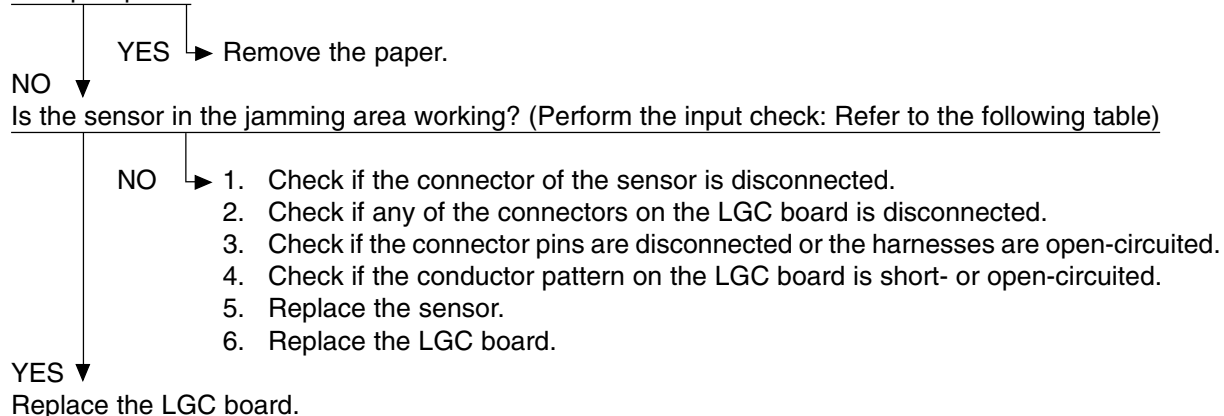 YES Remove the paper.
NO
Is the sensor in the jamming area working? (Perform the input check: Refer to the following table)
NO 1. Check if the connector of the sensor is disconnected.
2. Check if any of the connectors on the LGC board is disconnected.
3. Check if the connector pins are disconnected or the harnesses are open-circuited.
4. Check if the conductor pattern on the LGC board is short- or open-circuited.
5. Replace the sensor.
6. Replace the LGC board.
YES
Replace the LGC board.